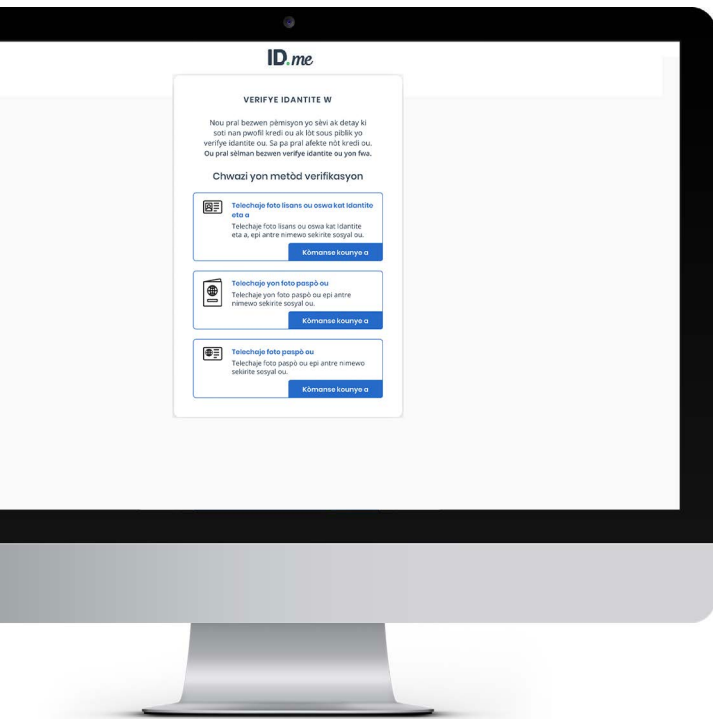 ID.me
VERIFYE IDANTITE W
Nou pral bezwen pèmisyon yo sèvi ak detay ki
soti nan pwofil kredi ou ak lòt sous piblik yo
verifye idantite ou. Sa pa pral afekte nòt kredi ou.
Ou pral sèlman bezwen verifye idantite ou yon fwa.
Chwazi yon metòd verifikasyon
Telechaje foto lisans ou oswa kat Idantite
eta a
Telechaje foto lisans ou oswa kat Idantite
eta a, epi antre nimewo sekirite sosyal ou.
Kòmanse kounye a
Telechaje yon foto paspò ou
Telechaje yon foto paspò ou epi antre
nimewo sekirite sosyal ou.
Kòmanse kounye a
Telechaje foto paspò ou
Telechaje foto paspò ou epi antre nimewo
sekirite sosyal ou.
Kòmanse kounye a